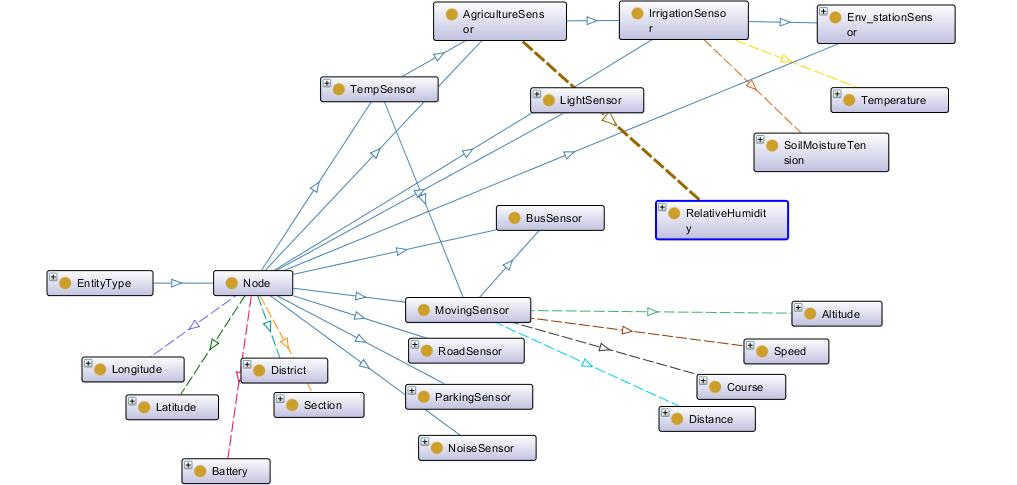 AgricultureSens
or
IrrigationSenso
r
Env_stationSens
or
TempSensor
LightSensor
Temperature
SoilMoistureTen
sion
RelativeHumidit
y
BusSensor
EntityType
Node
MovingSensor
Altitude
RoadSensor
Speed
Longitude
District
Course
Latitude
Section
ParkingSensor
Distance
NoiseSensor
Battery